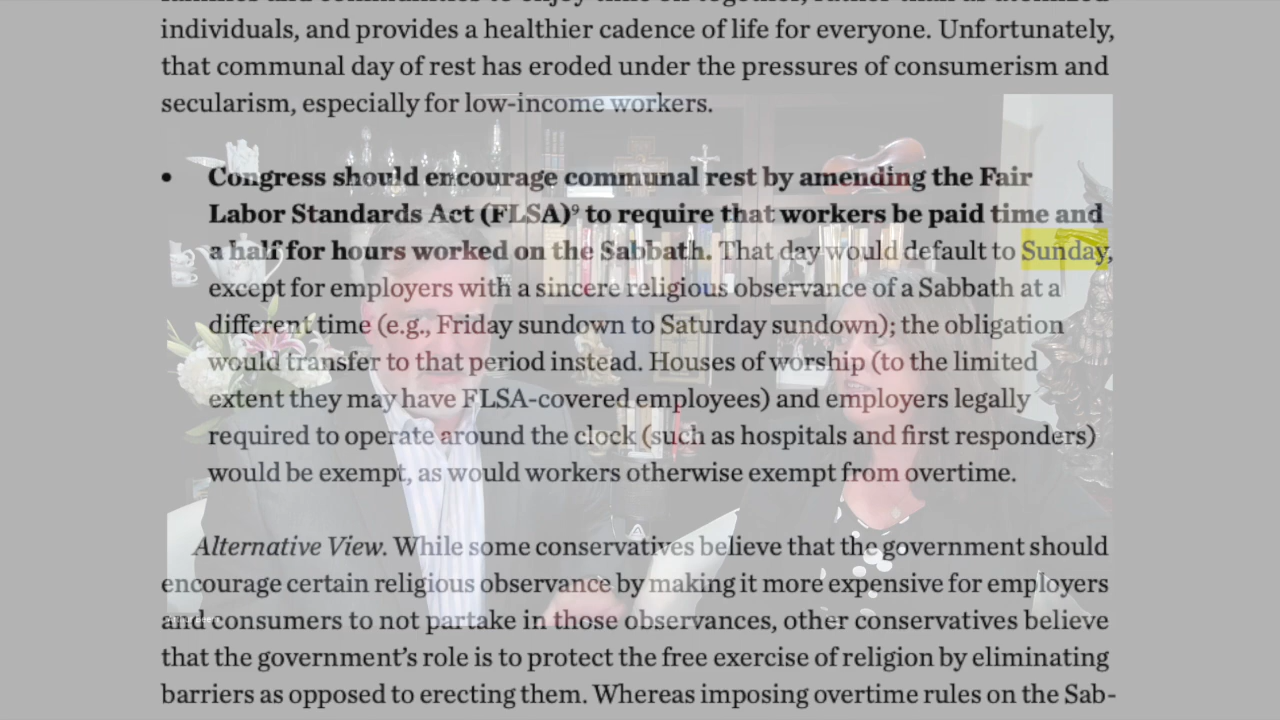 individuals, and provides a healthier cadence of life for everyone. Unfortunately,
that communal day of rest has eroded under the pressures of consumerism and
secularism, especially for low-income workers.
• Congress should encourage communal rest by amending the Fair
Labor Standards Act (FLSA)⁹ to require that workers be paid time and
a half for hours worked on the Sabbath. That day would default to Sunday,
except for employers with a sincere religious observance of a Sabbath at a
different time (e.g., Friday sundown to Saturday sundown); the obligation
would transfer to that period instead. Houses of worship (to the limited
extent they may have FLSA-covered employees) and employers legally
required to operate around the clock (such as hospitals and first responders)
would be exempt, as would workers otherwise exempt from overtime.
Alternative View. While some conservatives believe that the government should
encourage certain religious observance by making it more expensive for employers
and consumers to not partake in those observances, other conservatives believe
that the government’s role is to protect the free exercise of religion by eliminating
barriers as opposed to erecting them. Whereas imposing overtime rules on the Sab-